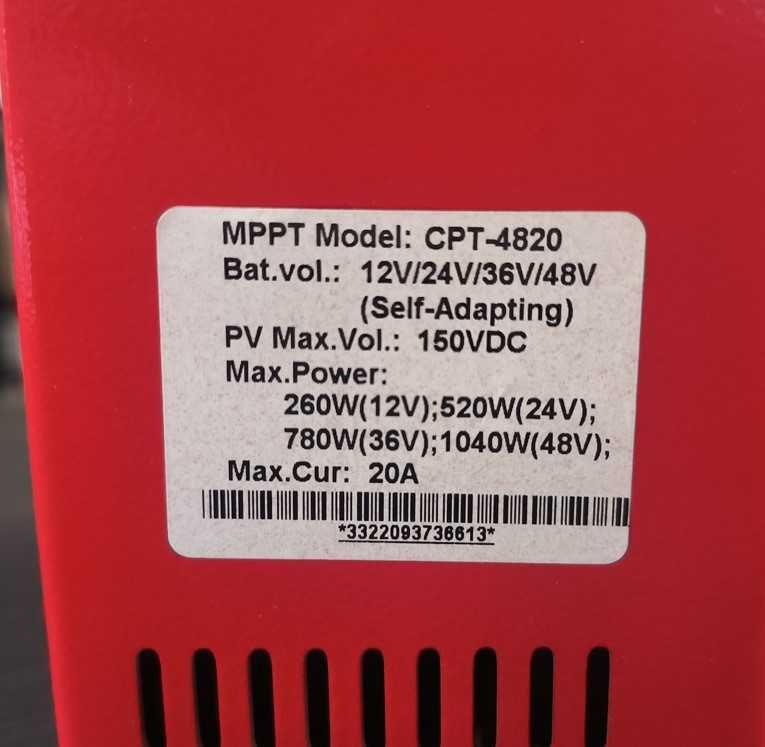 MPPT Model: CPT-4820
Bat.vol.: 12V/24V/36V/48V
(Self-Adapting)
PV Max.Vol.: 150VDC
Max.Power:
260W(12V);520W(24V);
780W(36V);1040W(48V);
Max.Cur: 20A
*3322093736613*